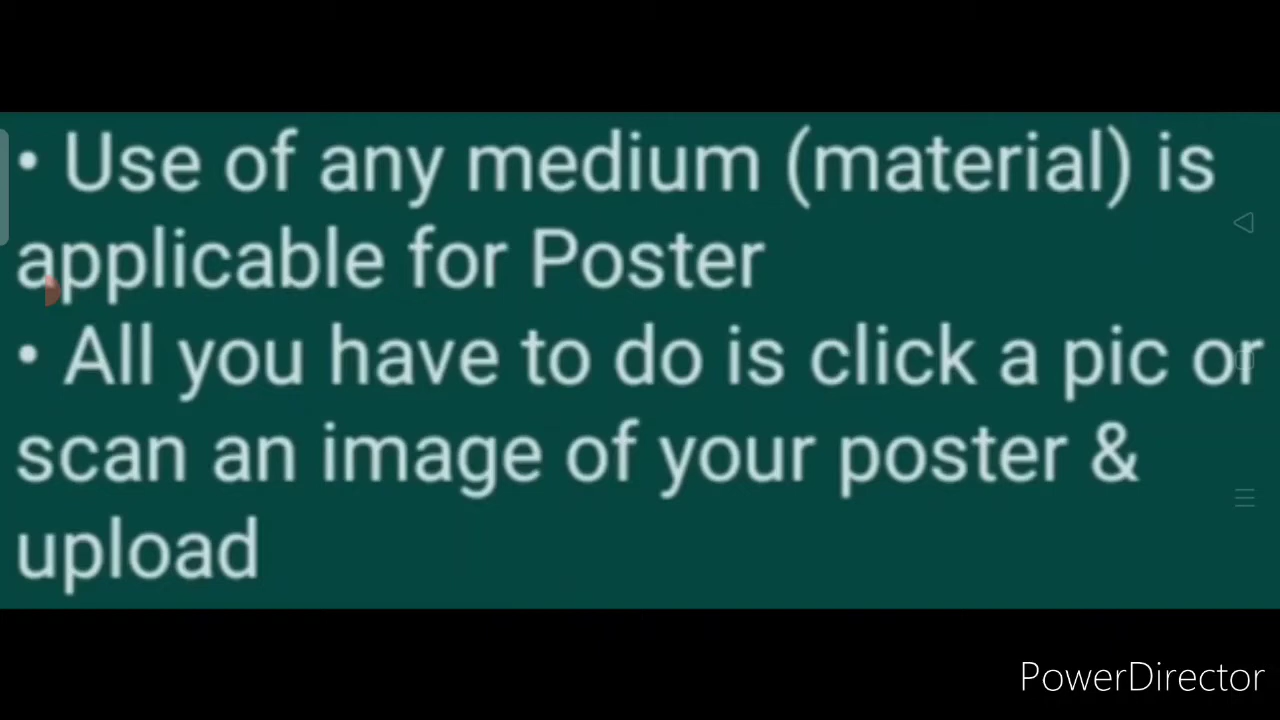 • Use of any medium (material) is
applicable for Poster
• All you have to do is click a pic or
scan an image of your poster &
upload
PowerDirector